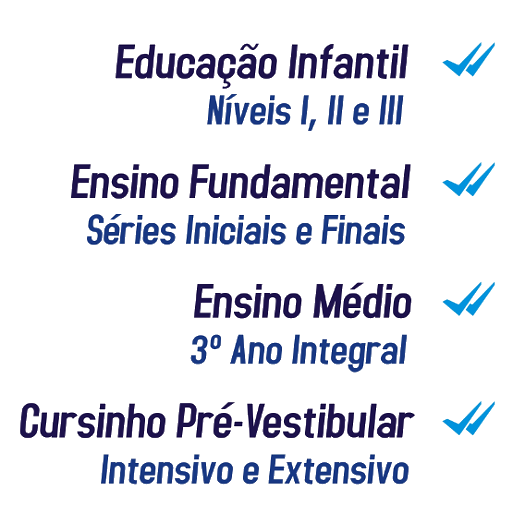 Educação Infantil
Níveis I, II e III
Ensino Fundamental
Séries Iniciais e Finais
Ensino Médio
3º Ano Integral
Cursinho Pré-Vestibular
Intensivo e Extensivo